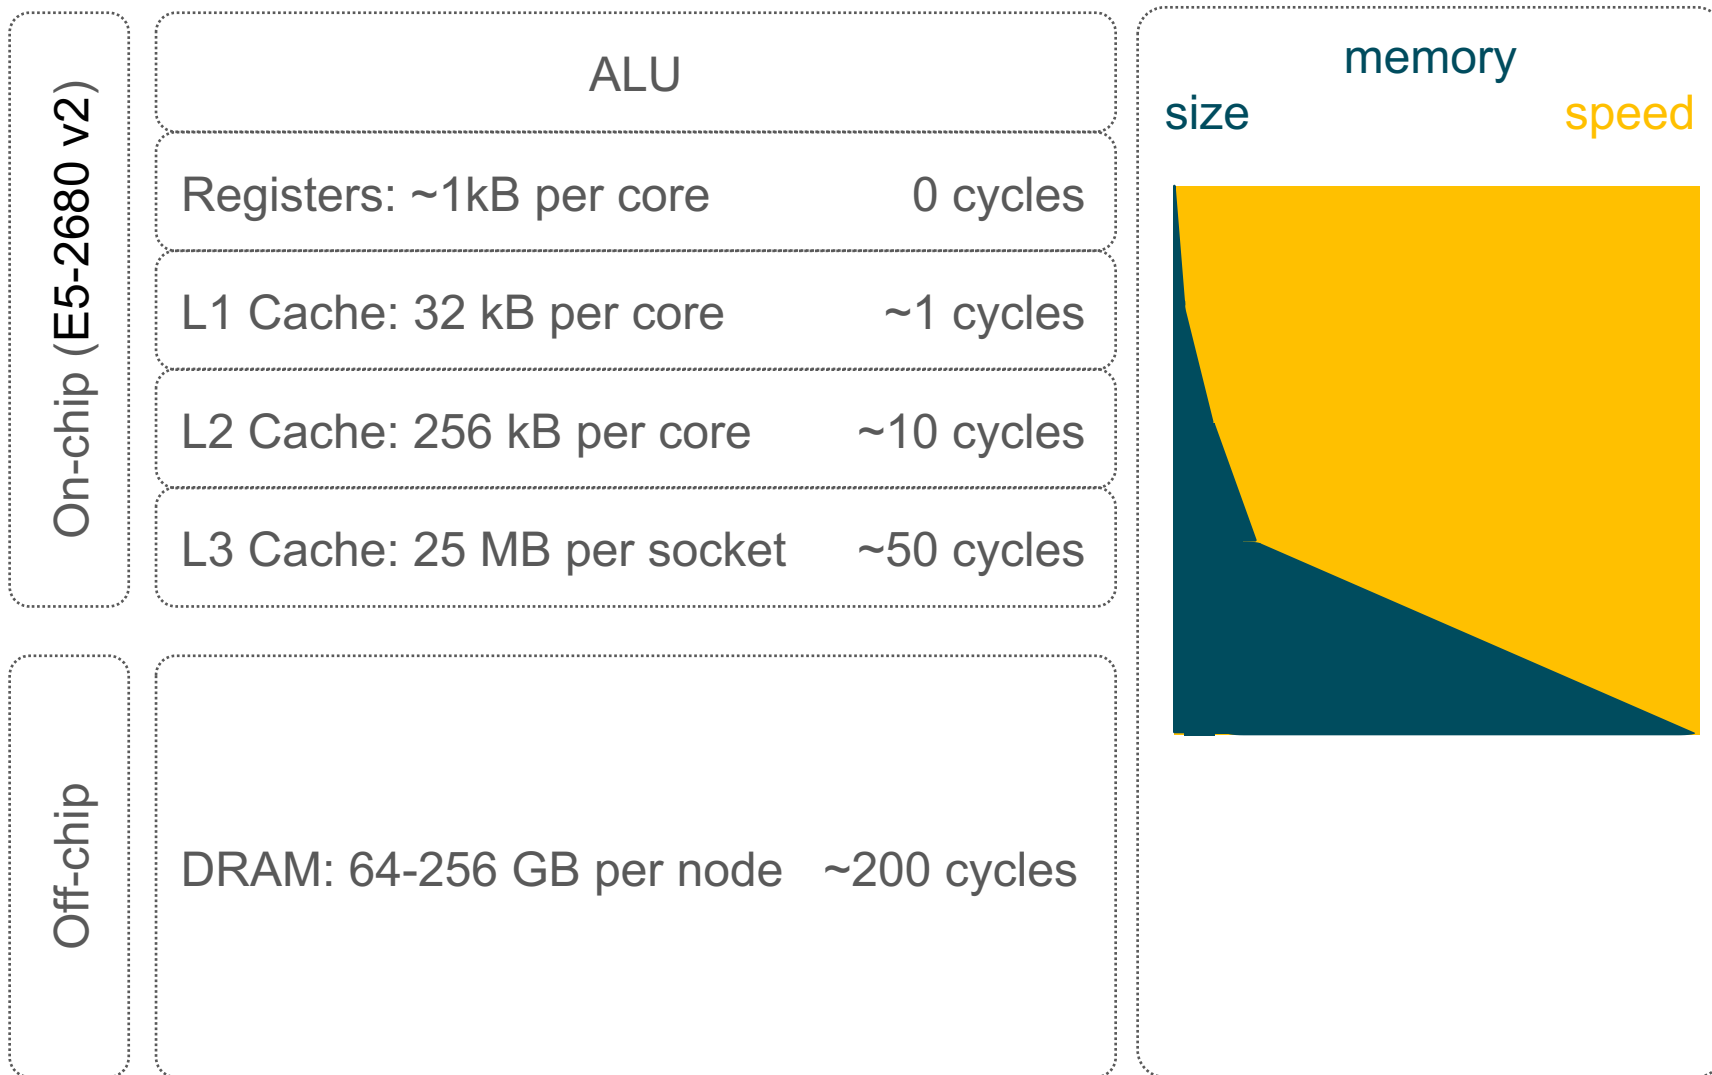 On-chip (E5-2680 v2)
ALU
Registers: ~1kB per core 0 cycles
L1 Cache: 32 kB per core ~1 cycles
L2 Cache: 256 kB per core ~10 cycles
L3 Cache: 25 MB per socket ~50 cycles
Off-chip
DRAM: 64-256 GB per node ~200 cycles
memory
size speed